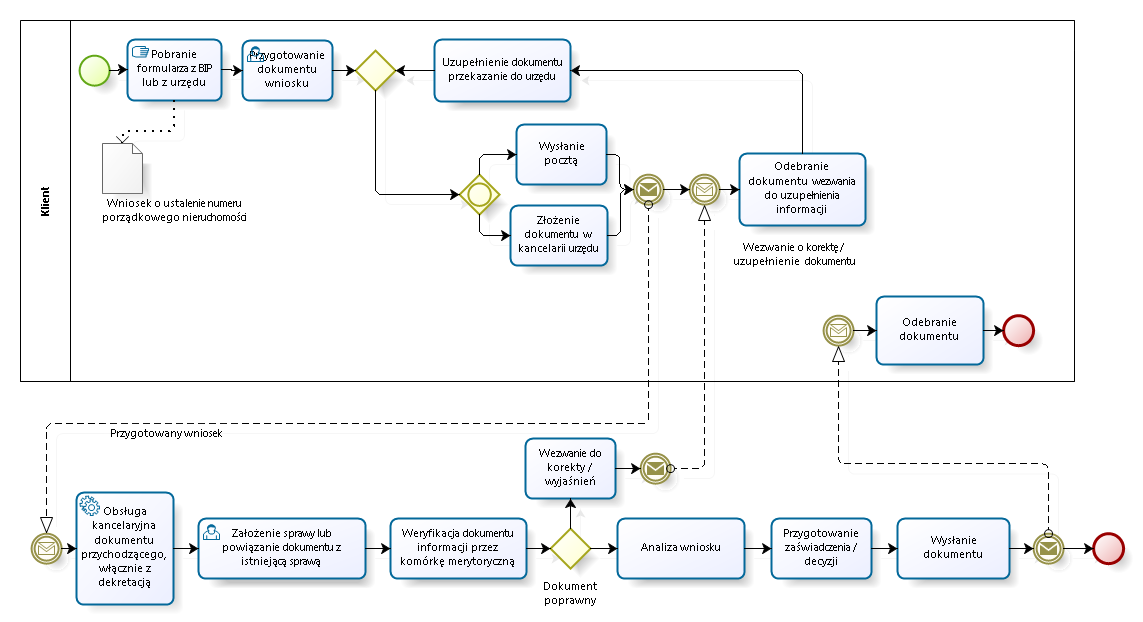 Klient
Pobranie
formularza z BIP
lub z urzędu
Przygotowanie
dokumentu
wniosku
Uzupełnienie dokumentu
przekazanie do urzędu
Wniosek o ustalenie numeru
porządkowego nieruchomości
Wysłanie
pocztą
Złożenie
dokumentu w
kancelarii urzędu
Odebranie
dokumentu wezwania
do uzupełnienia
informacji
Wezwanie o korektę/
uzupełnienie dokumentu
Odebranie
dokumentu
Przygotowany wniosek
Wezwanie do
korekty /
wyjaśnień
Obsługa
kancelaryjna
dokumentu
przychodzącego,
włącznie z
dekretacją
Założenie sprawy lub
powiązanie dokumentu z
istniejącą sprawą
Weryfikacja dokumentu
informacji przez
komórkę merytoryczną
Dokument
poprawny
Analiza wniosku
Przygotowanie
zaświadczenia /
decyzji
Wysłanie
dokumentu